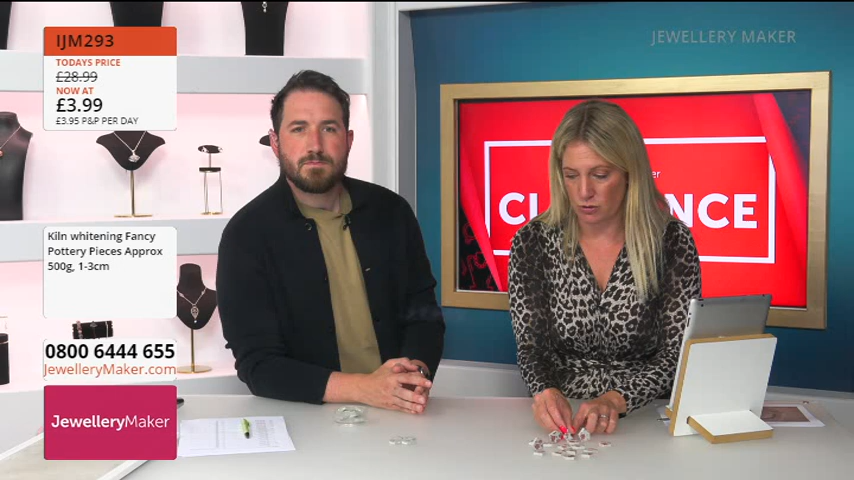 IJM293
TODAYS PRICE
£28.99
NOW AT
£3.99
£3.95 P&P PER DAY
Kiln whitening Fancy
Pottery Pieces Approx
500g, 1-3cm
0800 6444 655
JewelleryMaker.com
JewelleryMaker
JEWELLERY MAKER